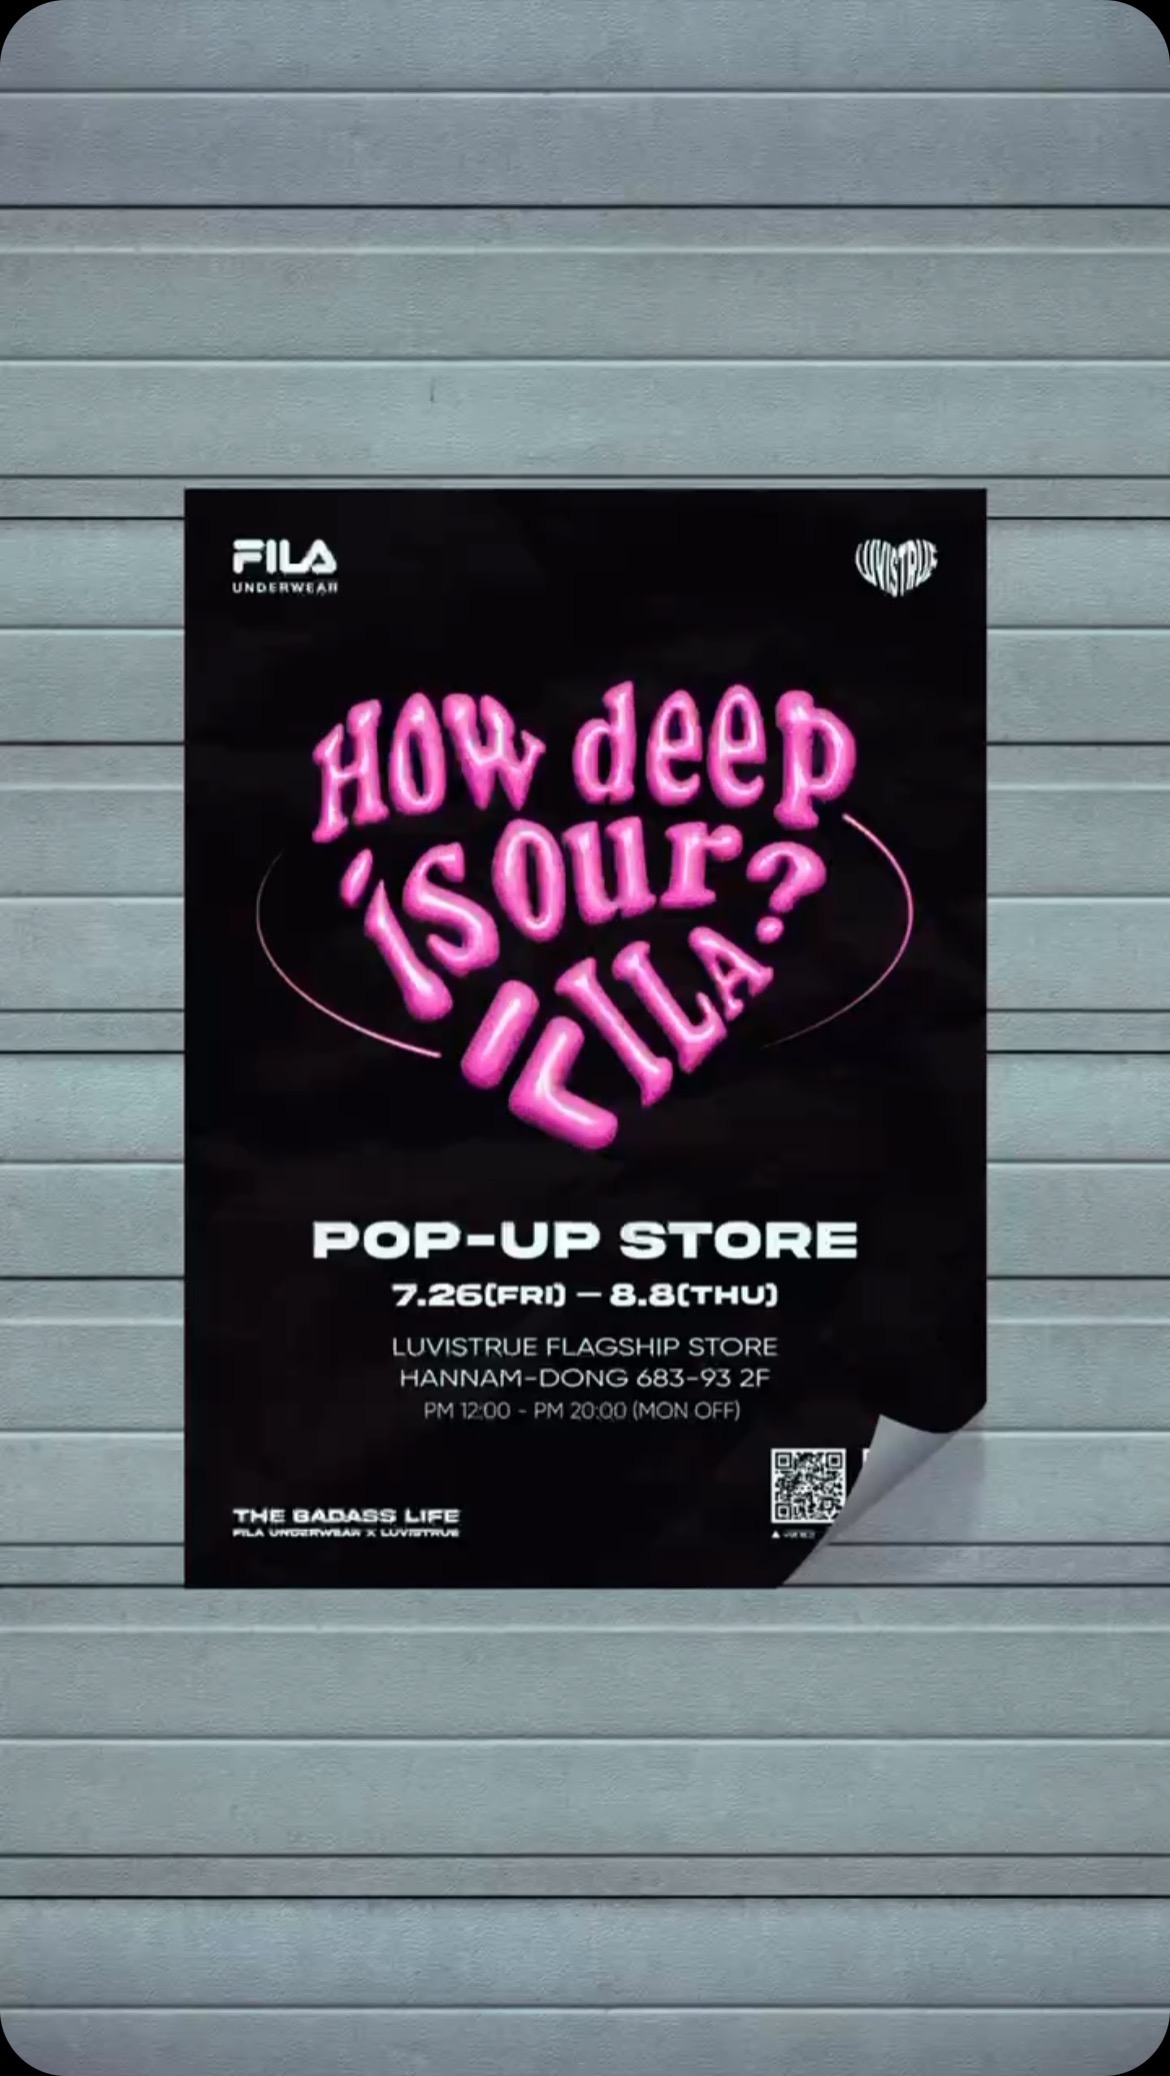 FILA
UNDERWEAR
LUVISTRUE
How deep
is our
FILA?
POP-UP STORE
7.26(FRI) – 8.8(THU)
LUVISTRUE FLAGSHIP STORE
HANNAM-DONG 683-93 2F
PM 12:00 - PM 20:00 (MON OFF)
THE BADASS LIFE
FILA UNDERWEAR X LUVISTRUE